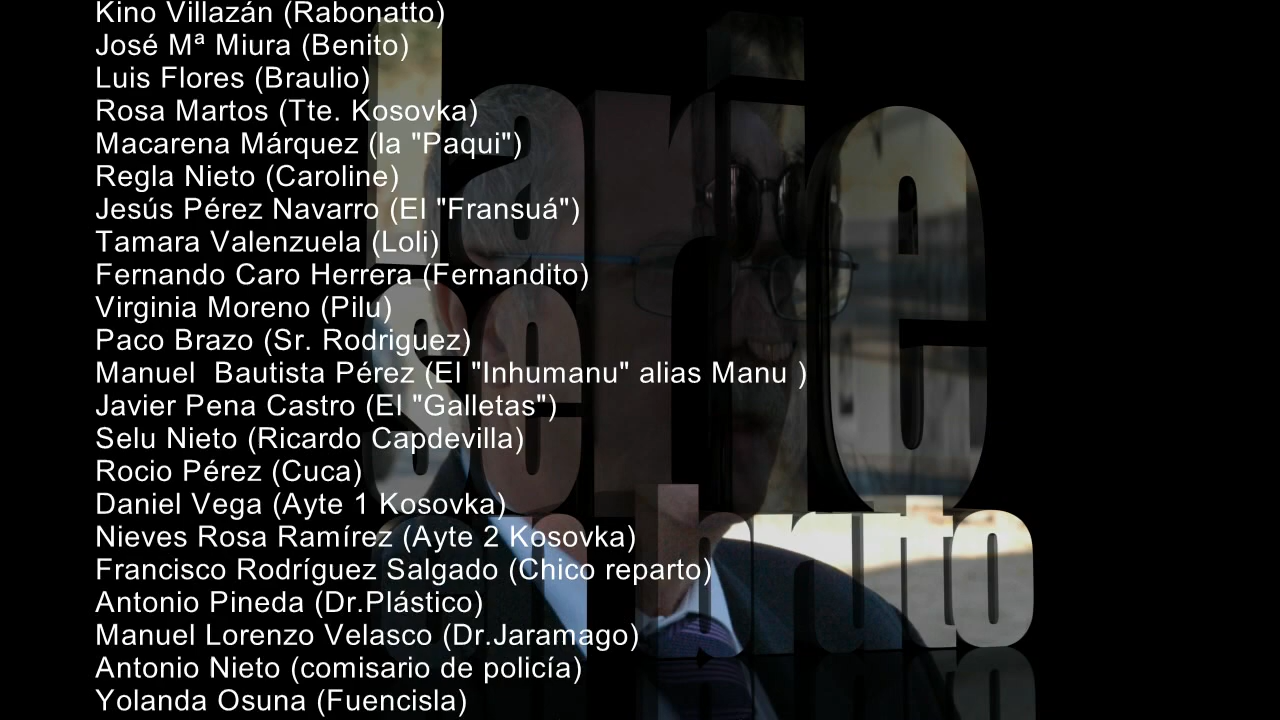 Kino Villazán (Rabonatto)
José Mª Miura (Benito)
Luis Flores (Braulio)
Rosa Martos (Tte. Kosovka)
Macarena Márquez (la "Paqui")
Regla Nieto (Caroline)
Jesús Pérez Navarro (El "Fransuá")
Tamara Valenzuela (Loli)
Fernando Caro Herrera (Fernandito)
Virginia Moreno (Pilu)
Paco Brazo (Sr. Rodriguez)
Manuel  Bautista Pérez (El "Inhumanu" alias Manu )
Javier Pena Castro (El "Galletas")
Selu Nieto (Ricardo Capdevilla)
Rocio Pérez (Cuca)
Daniel Vega (Ayte 1 Kosovka)
Nieves Rosa Ramírez (Ayte 2 Kosovka)
Francisco Rodríguez Salgado (Chico reparto)
Antonio Pineda (Dr.Plástico)
Manuel Lorenzo Velasco (Dr.Jaramago)
Antonio Nieto (comisario de policía)
Yolanda Osuna (Fuencisla)
la
serie
en bruto